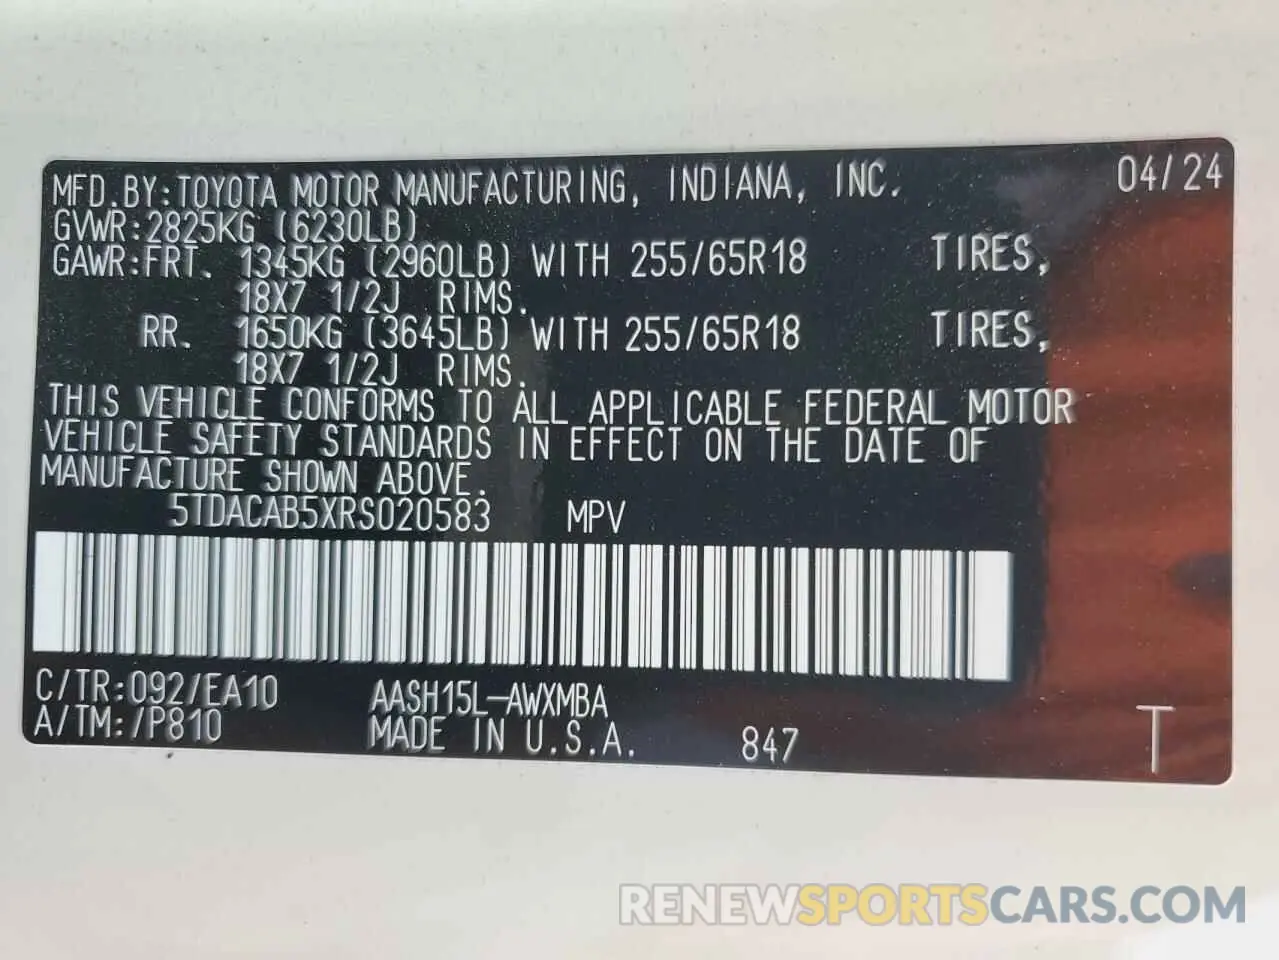 MFD.BY:TOYOTA MOTOR MANUFACTURING, INDIANA, INC. 04/24
GVWR:2825KG (6230LB)
GAWR:FRT. 1345KG (2960LB) WITH 255/65R18 TIRES,
18X7 1/2J RIMS.
RR. 1650KG (3645LB) WITH 255/65R18 TIRES,
18X7 1/2J RIMS.
THIS VEHICLE CONFORMS TO ALL APPLICABLE FEDERAL MOTOR
VEHICLE SAFETY STANDARDS IN EFFECT ON THE DATE OF
MANUFACTURE SHOWN ABOVE.
5TDACAB5XRS020583 MPV
C/TR:092/EA10 AASH15L-AWXMBA
A/TM:/P810 MADE IN U.S.A. 847 T
RENEWSPORTSCARS.COM